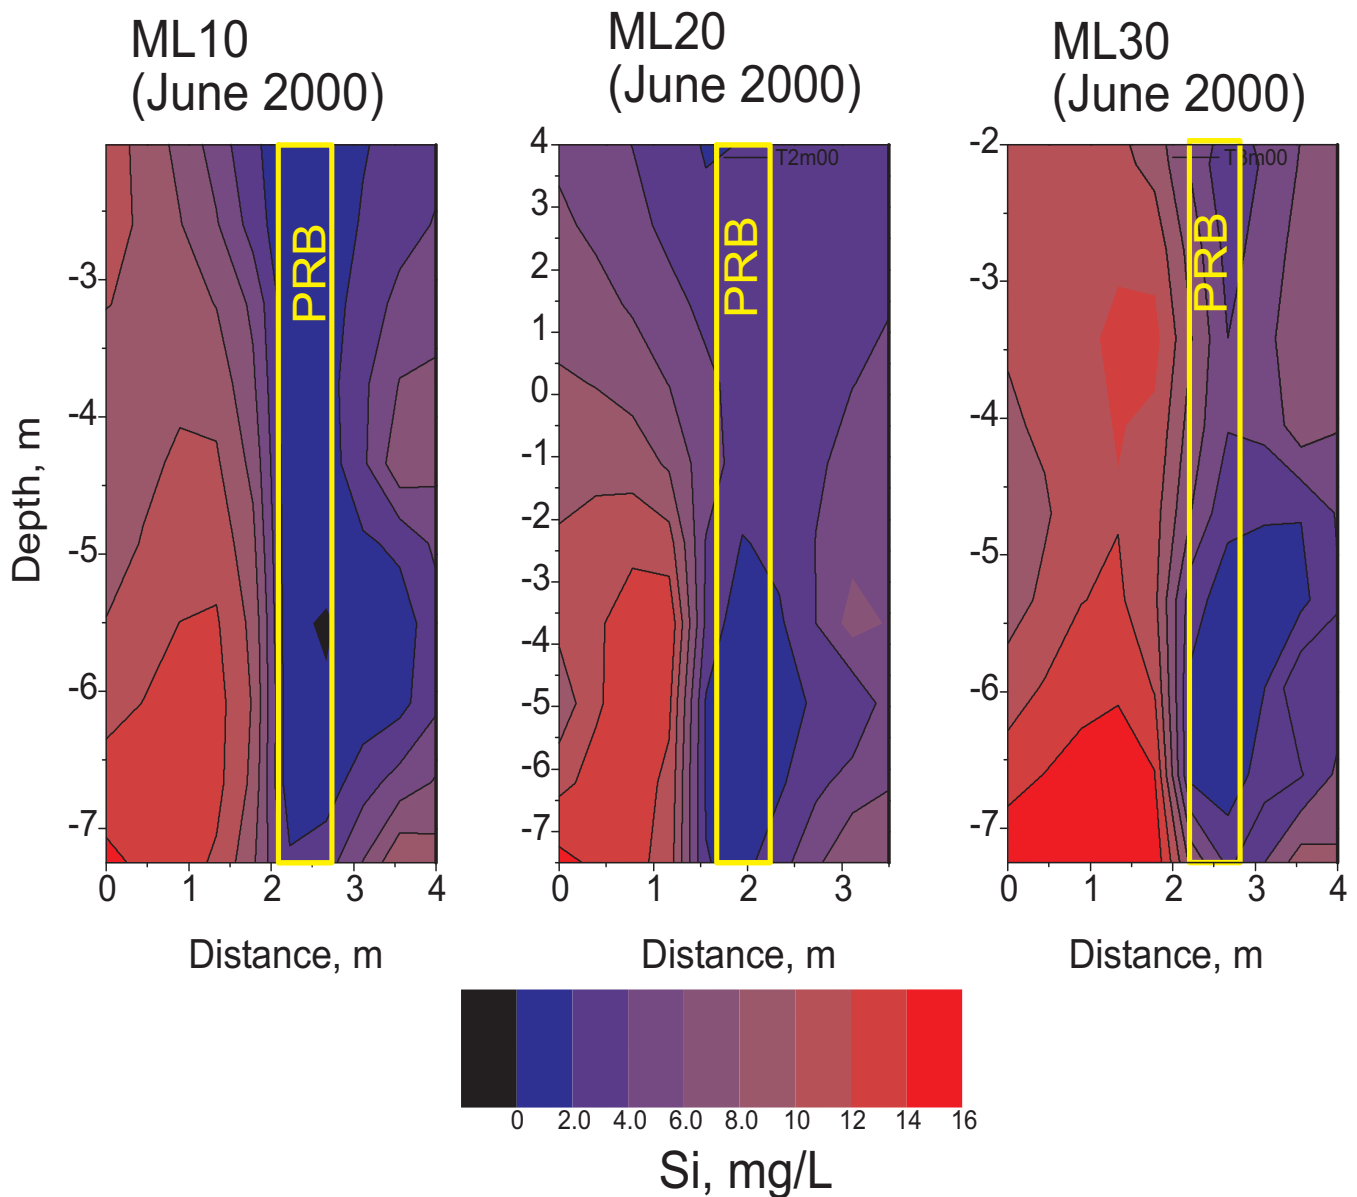 ML10
(June 2000)
ML20
(June 2000)
ML30
(June 2000)
Depth, m
-3
-4
-5
-6
-7
PRB
0 1 2 3 4
Distance, m
4
3
2
1
0
-1
-2
-3
-4
-5
-6
-7
T2m00
PRB
0 1 2 3
Distance, m
-2
-3
-4
-5
-6
-7
T3m00
PRB
0 1 2 3 4
Distance, m
0 2.0 4.0 6.0 8.0 10 12 14 16
Si, mg/L